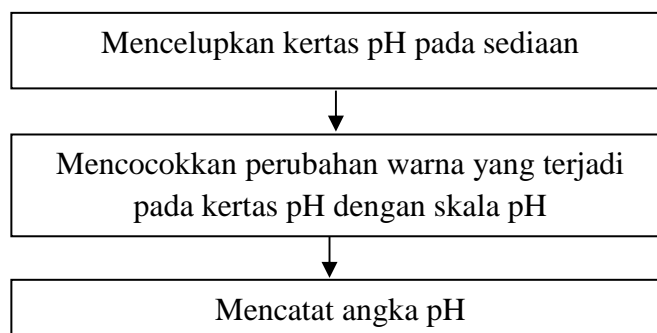 Mencelupkan kertas pH pada sediaan
Mencocokkan perubahan warna yang terjadi
pada kertas pH dengan skala pH
Mencatat angka pH